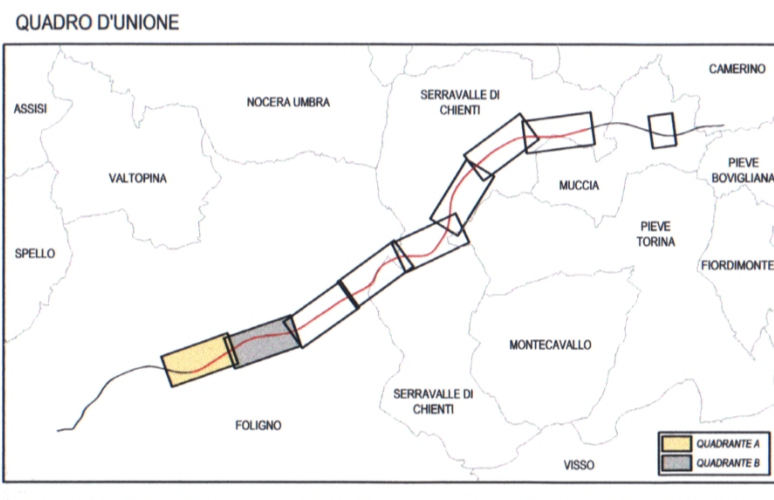 QUADRO D'UNIONE
CAMERINO
ASSISI
NOCERA UMBRA
SERRAVALLE DI
CHIENTI
VALTOPINA
PIEVE
BOVIGLIANA
MUCCIA
SPELLO
PIEVE
TORINA
FIORDIMONTE
MONTECAVALLO
SERRAVALLE DI
CHIENTI
FOLIGNO
VISSO
QUADRANTE A
QUADRANTE B